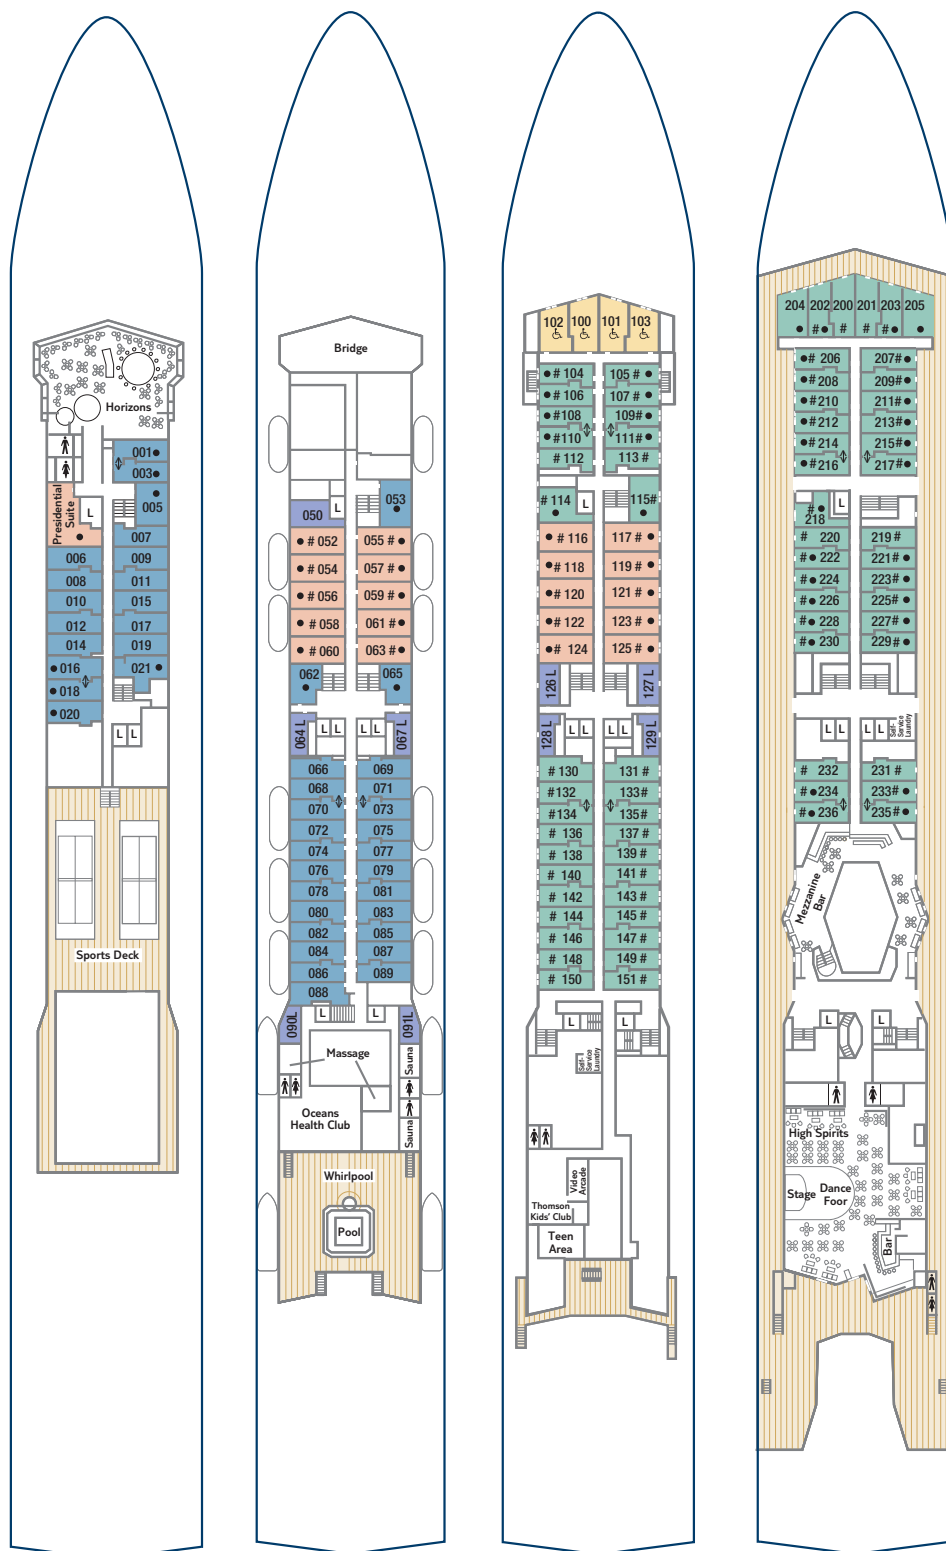 Horizons
001●
003●
●
005
Presidential
Suite
●
L
007
006
009
008
011
010
015
012
017
014
019
●016
021●
●018
●020
L L
Sports Deck
Bridge
050
L
053
●
●# 052
055 #●
●# 054
057 #●
●# 056
059 #●
●# 058
061 #●
●# 060
063 #●
062
●
065
●
064 L
L L
L L
067 L
066
069
068
071
070
073
072
075
074
077
076
079
078
081
080
083
082
085
084
087
086
089
088
090L
L
L
091L
Massage
Sauna
Oceans
Health Club
Sauna
Whirlpool
Pool
102
100
101
103
●# 104
105 #●
●# 106
107 #●
●#108
109#●
●#110
111#●
# 112
113 #
# 114
●
L
115#
●
●# 116
117 #●
●# 118
119 #●
●# 120
121 #●
●# 122
123 #●
●# 124
125 #●
126 L
127 L
128 L
L L
L L
129 L
# 130
131 #
#132
133#
#134
135#
# 136
137 #
# 138
139 #
# 140
141 #
# 142
143 #
# 144
145 #
# 146
147 #
# 148
149 #
# 150
151 #
L
L
Self-
Service
Laundry
Video
Arcade
Thomson
Kids' Club
Teen
Area
204
●
202
#●
200
#
201
#
203
#●
205
●
●# 206
207#●
●#208
209#●
●#210
211#●
●#212
213#●
●#214
215#●
●#216
217#●
#●
218
L
# 220
219 #
#●222
221#●
#●224
223#●
#●226
225#●
#●228
227#●
#●230
229#●
L L
L L
Self-
Service
Laundry
# 232
231 #
#●234
233#●
#●236
235#●
Mezzanine
Bar
L
L
High Spirits
Stage
Dance
Foor
Bar